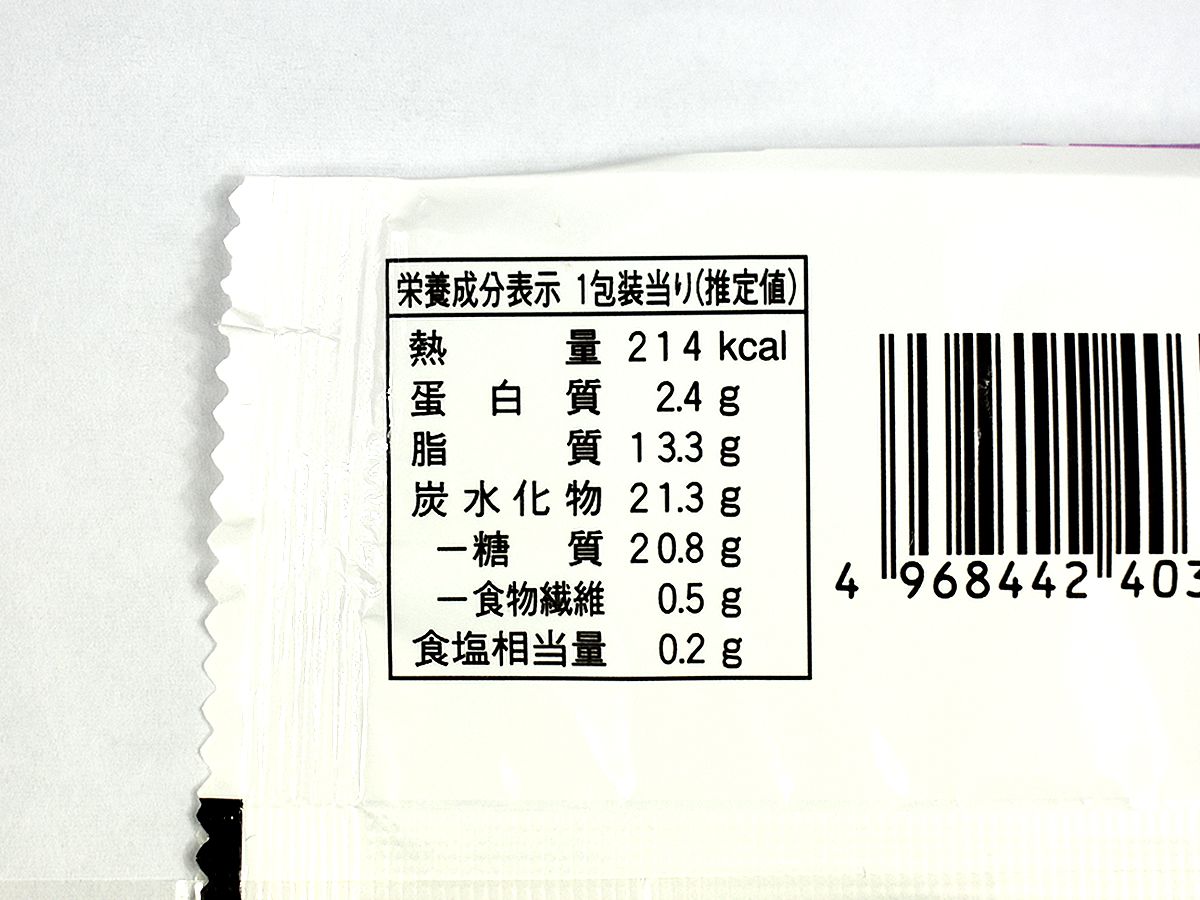 栄養成分表示 1包装当り(推定値)
熱量 214 kcal
蛋白質 2.4 g
脂質 13.3 g
炭水化物 21.3 g
ー糖質 20.8 g
ー食物繊維 0.5 g
食塩相当量 0.2 g
4 968442 403